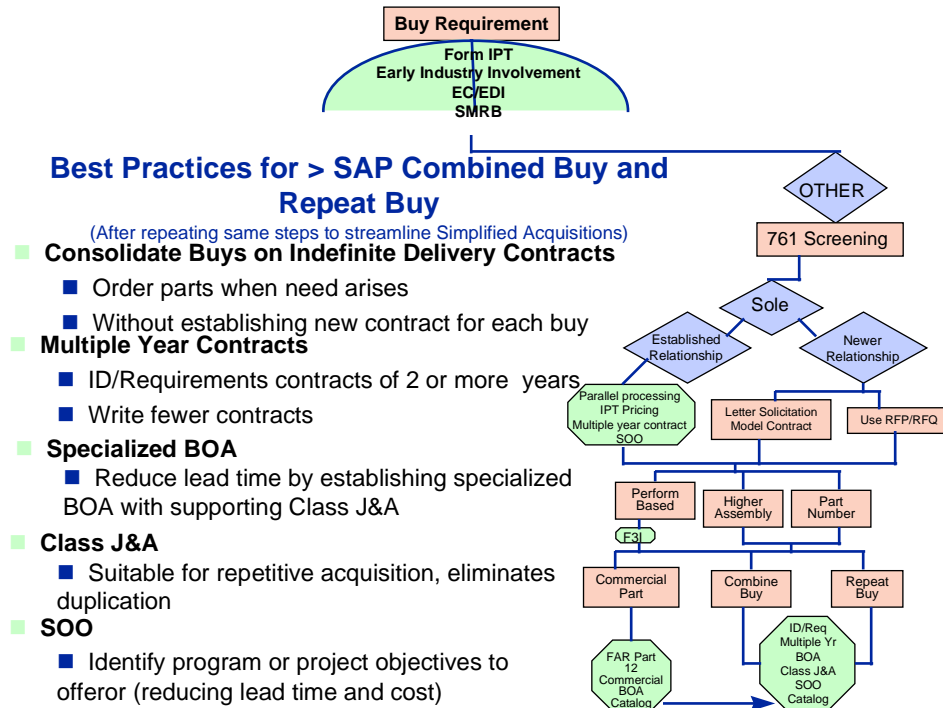 Buy Requirement
Form IPT
Early Industry Involvement
EC/EDI
SMRB
Best Practices for > SAP Combined Buy and
Repeat Buy
(After repeating same steps to streamline Simplified Acquisitions)
Consolidate Buys on Indefinite Delivery Contracts
Order parts when need arises
Without establishing new contract for each buy
Multiple Year Contracts
ID/Requirements contracts of 2 or more years
Write fewer contracts
Specialized BOA
Reduce lead time by establishing specialized
BOA with supporting Class J&A
Class J&A
Suitable for repetitive acquisition, eliminates
duplication
SOO
Identify program or project objectives to
offeror (reducing lead time and cost)
OTHER
761 Screening
Sole
Established
Relationship
Newer
Relationship
Parallel processing
IPT Pricing
Multiple year contract
SOO
Letter Solicitation
Model Contract
Use RFP/RFQ
Perform
Based
Higher
Assembly
Part
Number
F3I
Commercial
Part
Combine
Buy
Repeat
Buy
FAR Part
12
Commercial
BOA
Catalog
ID/Req
Multiple Yr
BOA
Class J&A
SOO
Catalog